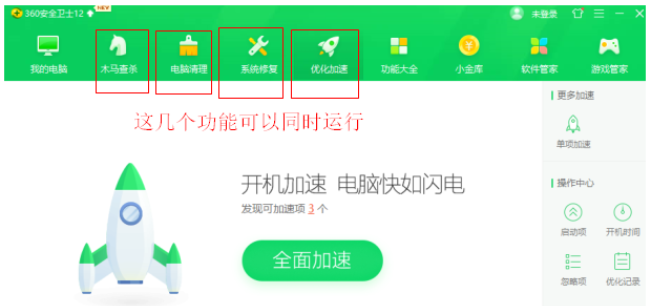 360安全卫士12
NEW
未登录
我的电脑 木马查杀 电脑清理 系统修复 优化加速 功能大全 小金库 软件管家 游戏管家
这几个功能可以同时运行
更多加速
单项加速
开机加速 电脑快如闪电
发现可加速项 3 个
操作中心
启动项 开机时间
全面加速
忽略项 优化记录